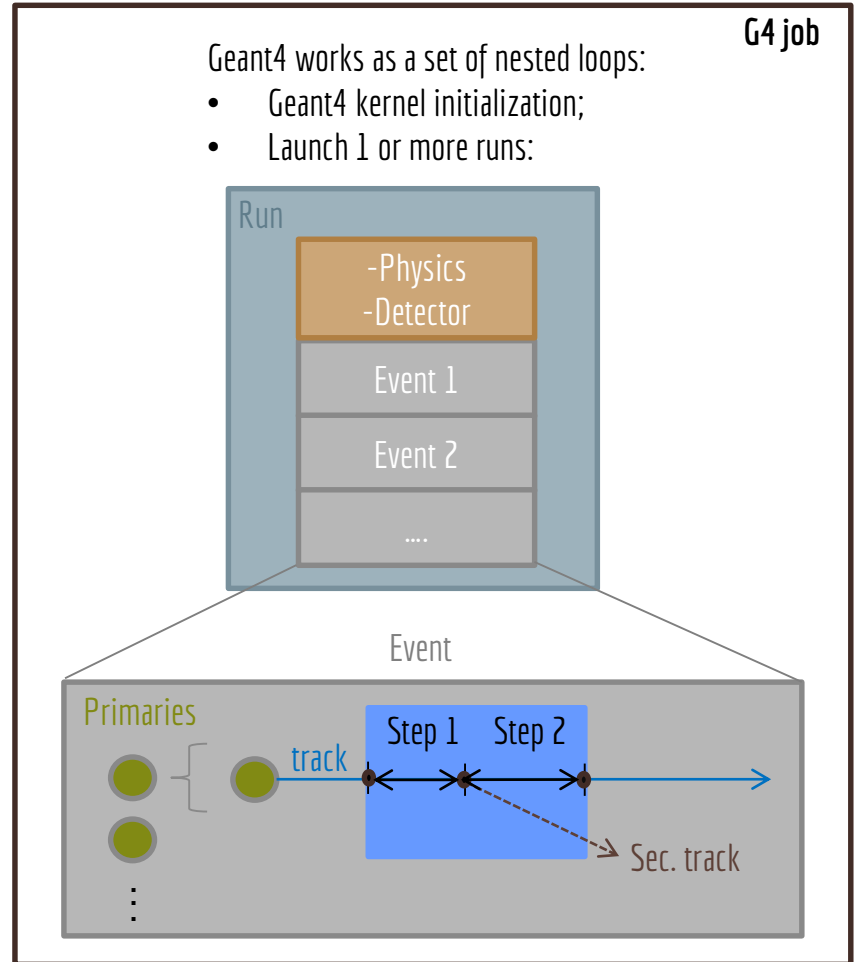 G4 job
Geant4 works as a set of nested loops:
• Geant4 kernel initialization;
• Launch 1 or more runs:
Run
-Physics
-Detector
Event 1
Event 2
....
Event
Primaries
track
Step 1
Step 2
Sec. track
⋮